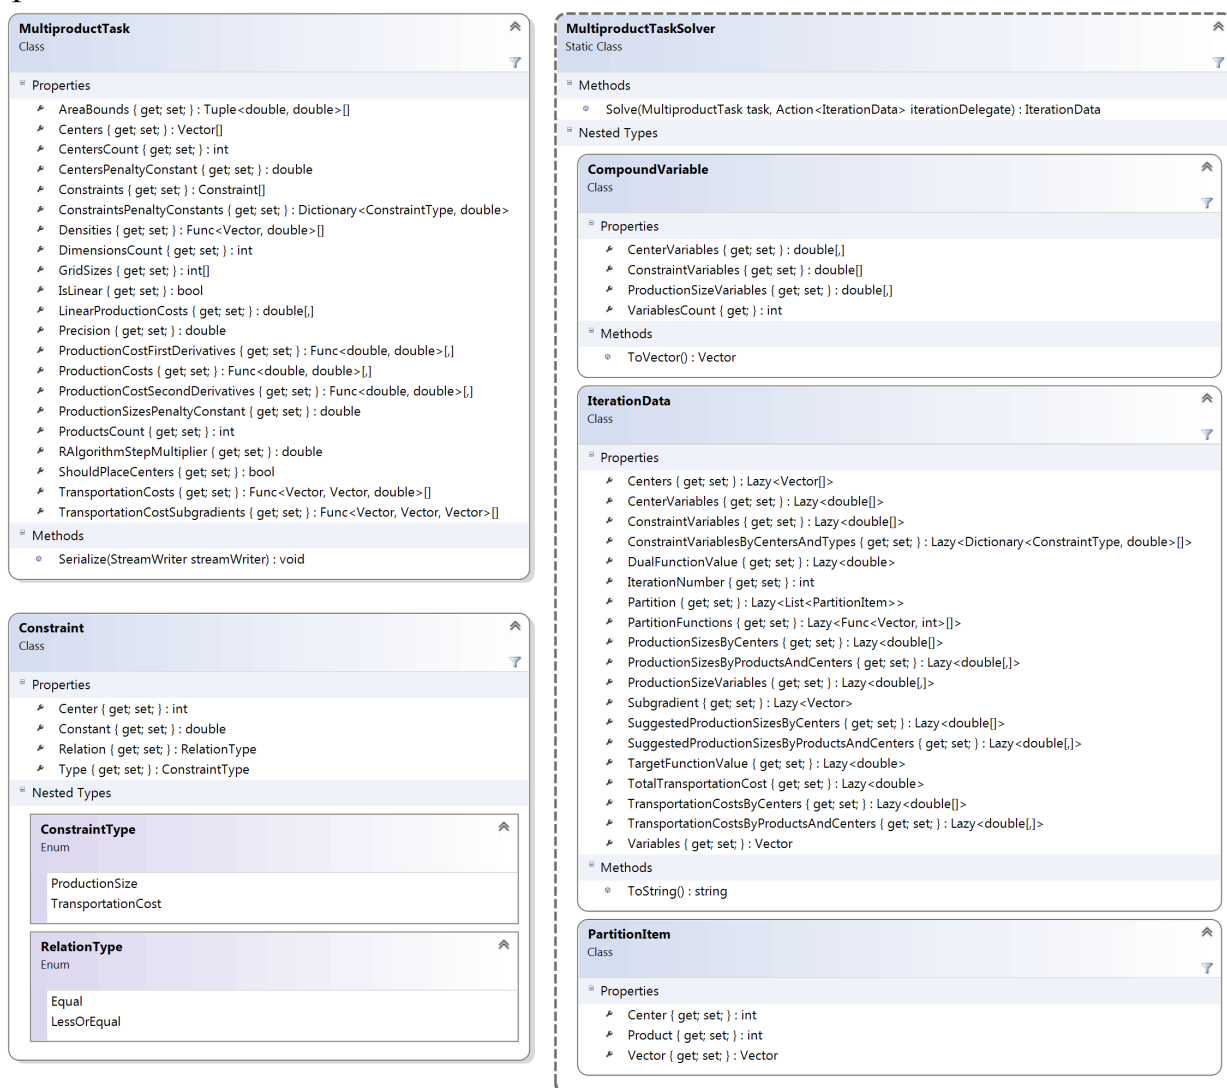 MultiproductTask
Class
Properties
AreaBounds { get; set; } : Tuple<double, double>[]
Centers { get; set; } : Vector[]
CentersCount { get; set; } : int
CentersPenaltyConstant { get; set; } : double
Constraints { get; set; } : Constraint[]
ConstraintsPenaltyConstants { get; set; } : Dictionary<ConstraintType, double>
Densities { get; set; } : Func<Vector, double>[]
DimensionsCount { get; set; } : int
GridSizes { get; set; } : int[]
IsLinear { get; set; } : bool
LinearProductionCosts { get; set; } : double[,]
Precision { get; set; } : double
ProductionCostFirstDerivatives { get; set; } : Func<double, double>[,]
ProductionCosts { get; set; } : Func<double, double>[,]
ProductionCostSecondDerivatives { get; set; } : Func<double, double>[,]
ProductionSizesPenaltyConstant { get; set; } : double
ProductsCount { get; set; } : int
RAlgorithmStepMultiplier { get; set; } : double
ShouldPlaceCenters { get; set; } : bool
TransportationCosts { get; set; } : Func<Vector, Vector, double>[]
TransportationCostSubgradients { get; set; } : Func<Vector, Vector, Vector>[]
Methods
Serialize(StreamWriter streamWriter) : void
Constraint
Class
Properties
Center { get; set; } : int
Constant { get; set; } : double
Relation { get; set; } : RelationType
Type { get; set; } : ConstraintType
Nested Types
ConstraintType
Enum
ProductionSize
TransportationCost
RelationType
Enum
Equal
LessOrEqual
MultiproductTaskSolver
Static Class
Methods
Solve(MultiproductTask task, Action<IterationData> iterationDelegate) : IterationData
Nested Types
CompoundVariable
Class
Properties
CenterVariables { get; set; } : double[,]
ConstraintVariables { get; set; } : double[]
ProductionSizeVariables { get; set; } : double[,]
VariablesCount { get; } : int
Methods
ToVector() : Vector
IterationData
Class
Properties
Centers { get; set; } : Lazy<Vector[]>
CenterVariables { get; set; } : Lazy<double[]>
ConstraintVariables { get; set; } : Lazy<double[]>
ConstraintVariablesByCentersAndTypes { get; set; } : Lazy<Dictionary<ConstraintType, double>[]>
DualFunctionValue { get; set; } : Lazy<double>
IterationNumber { get; set; } : int
Partition { get; set; } : Lazy<List<PartitionItem>>
PartitionFunctions { get; set; } : Lazy<Func<Vector, int>[]>
ProductionSizesByCenters { get; set; } : Lazy<double[]>
ProductionSizesByProductsAndCenters { get; set; } : Lazy<double[,]>
ProductionSizeVariables { get; set; } : Lazy<double[,]>
Subgradient { get; set; } : Lazy<Vector>
SuggestedProductionSizesByCenters { get; set; } : Lazy<double[]>
SuggestedProductionSizesByProductsAndCenters { get; set; } : Lazy<double[,]>
TargetFunctionValue { get; set; } : Lazy<double>
TotalTransportationCost { get; set; } : Lazy<double>
TransportationCostsByCenters { get; set; } : Lazy<double[]>
TransportationCostsByProductsAndCenters { get; set; } : Lazy<double[,]>
Variables { get; set; } : Vector
Methods
ToString() : string
PartitionItem
Class
Properties
Center { get; set; } : int
Product { get; set; } : int
Vector { get; set; } : Vector